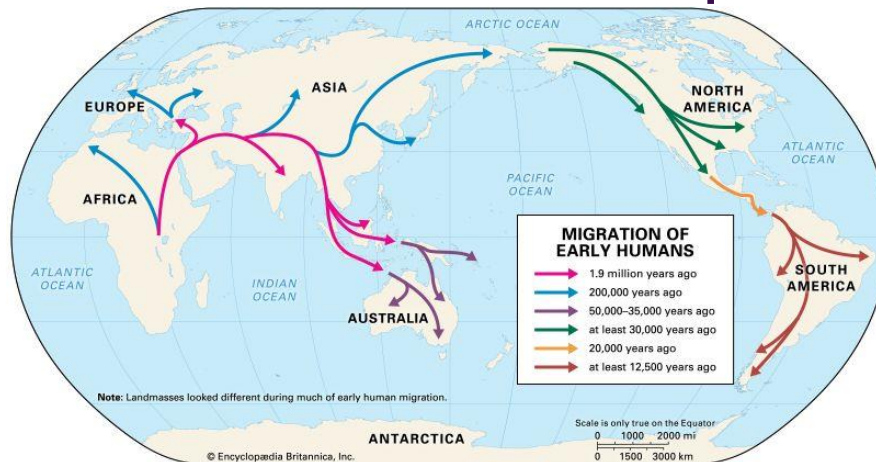 ARCTIC OCEAN
EUROPE
ASIA
NORTH
AMERICA
ATLANTIC
OCEAN
PACIFIC
OCEAN
AFRICA
ATLANTIC
OCEAN
INDIAN
OCEAN
AUSTRALIA
SOUTH
AMERICA
MIGRATION OF
EARLY HUMANS
1.9 million years ago
200,000 years ago
50,000–35,000 years ago
at least 30,000 years ago
20,000 years ago
at least 12,500 years ago
Note: Landmasses looked different during much of early human migration.
ANTARCTICA
Scale is only true on the Equator
0 1000 2000 mi
0 1500 3000 km
© Encyclopædia Britannica, Inc.